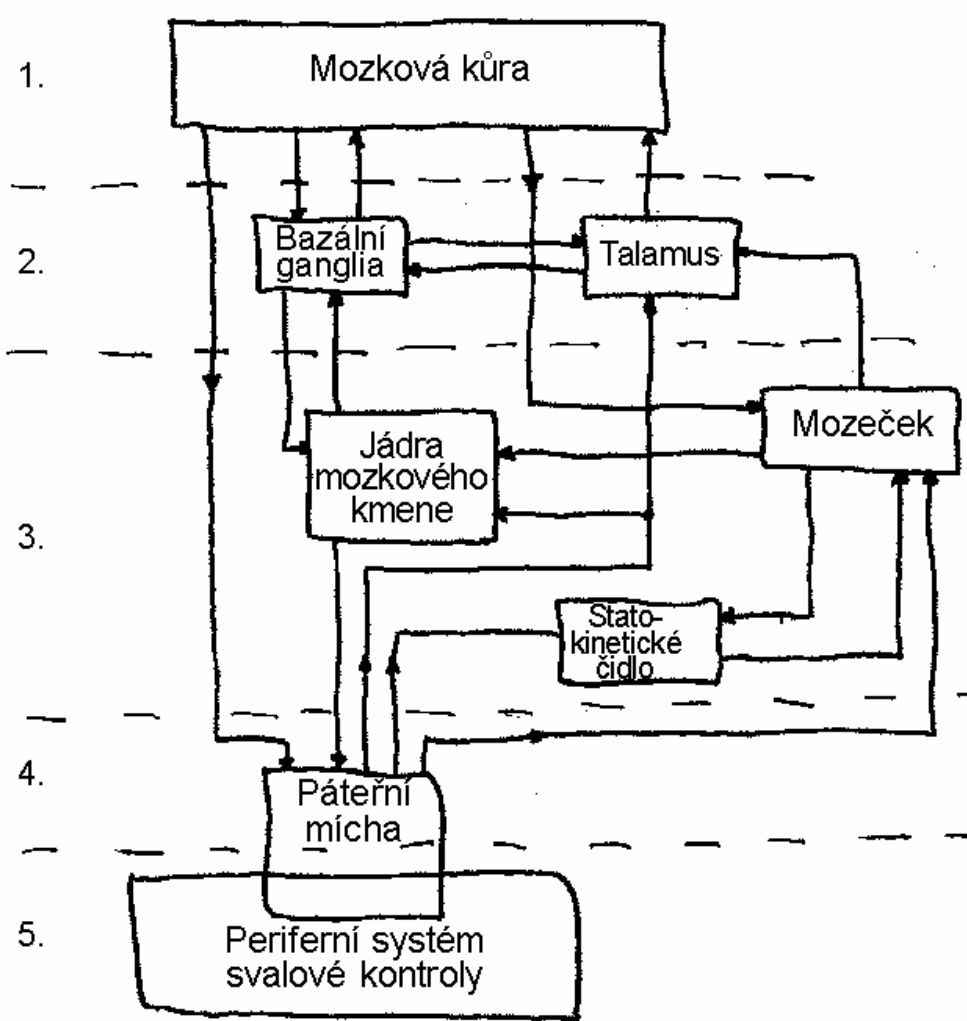 1.
Mozková kůra
2.
Bazální
ganglia
Talamus
Mozeček
3.
Jádra
mozkového
kmene
Stato-
kinetické
čidlo
4.
Páteřní
mícha
5.
Periferní systém
svalové kontroly